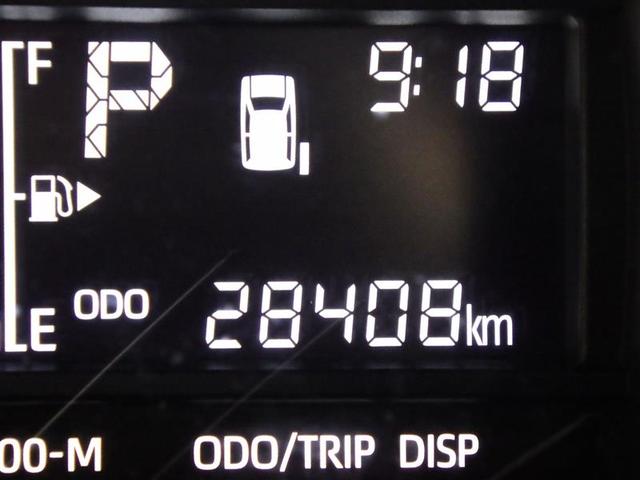 F P 9:18
ODO 28408km
E
00-M ODO/TRIP DISP